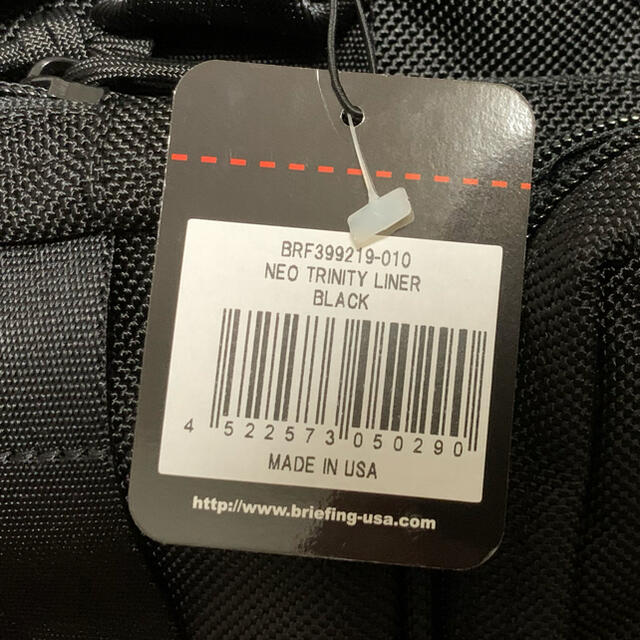 BRF399219-010
NEO TRINITY LINER
BLACK
4 522573 050290
MADE IN USA
http://www.briefing-usa.com